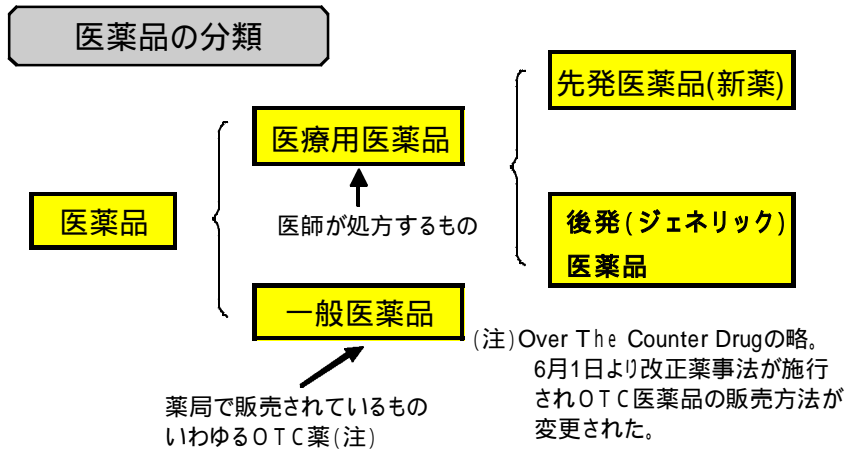 医薬品の分類
先発医薬品(新薬)
医療用医薬品
医薬品
医師が処方するもの
後発(ジェネリック)
医薬品
一般医薬品
(注)Over The Counter Drugの略。
6月1日より改正薬事法が施行
されOTC医薬品の販売方法が
変更された。
薬局で販売されているもの
いわゆるOTC薬(注)